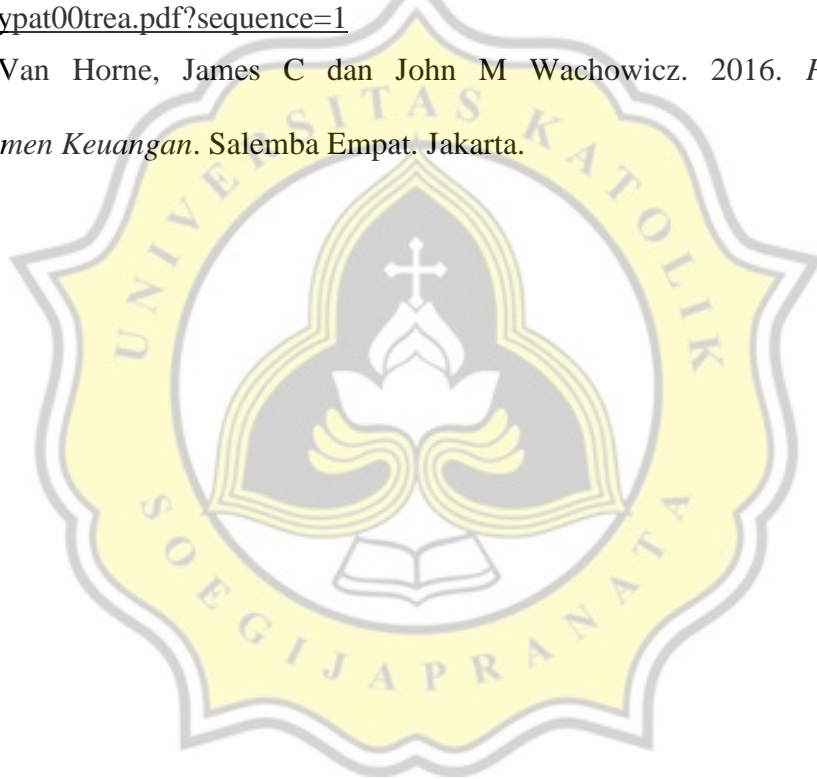 ypat00trea.pdf?sequence=1
Van Horne, James C dan John M Wachowicz. 2016.
men Keuangan. Salemba Empat. Jakarta.
UNIVERSITAS KATOLIK
SOEGIJAPRANATA